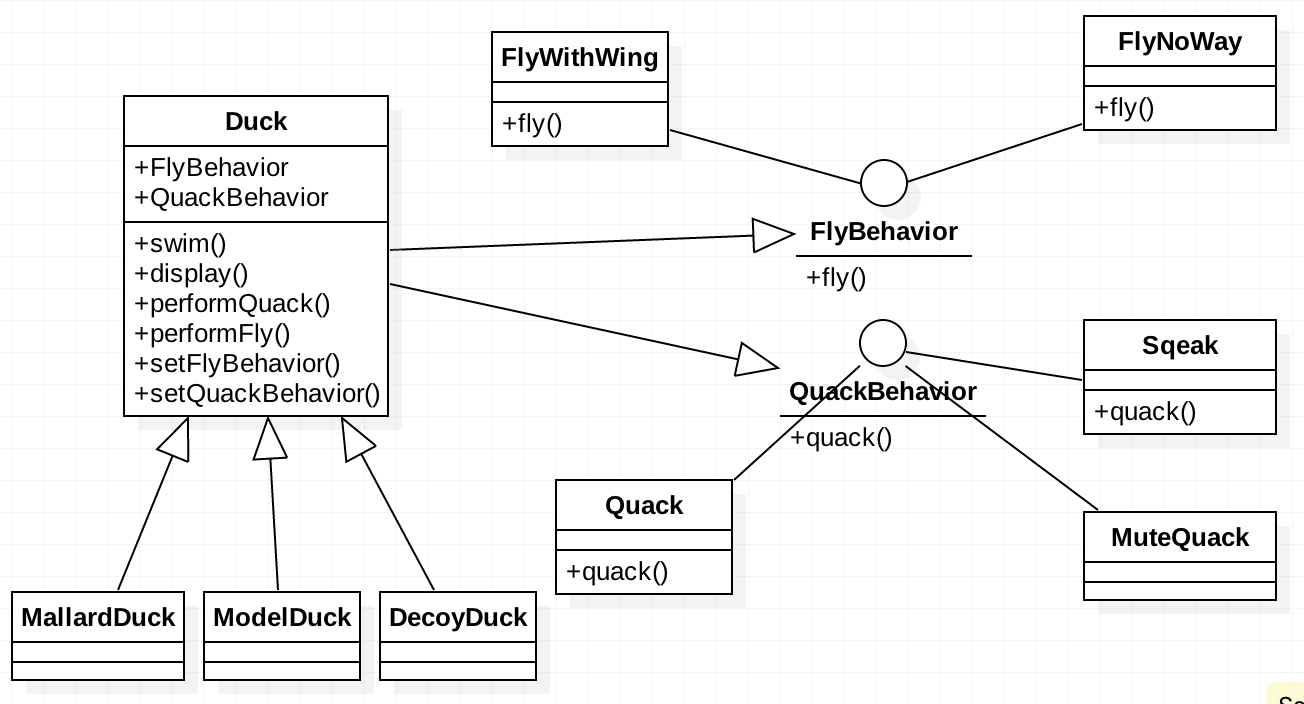 FlyWithWing
+fly()
FlyNoWay
+fly()
Duck
+FlyBehavior
+QuackBehavior
+swim()
+display()
+performQuack()
+performFly()
+setFlyBehavior()
+setQuackBehavior()
FlyBehavior
+fly()
QuackBehavior
+quack()
Sqeak
+quack()
Quack
+quack()
MuteQuack
MallardDuck
ModelDuck
DecoyDuck